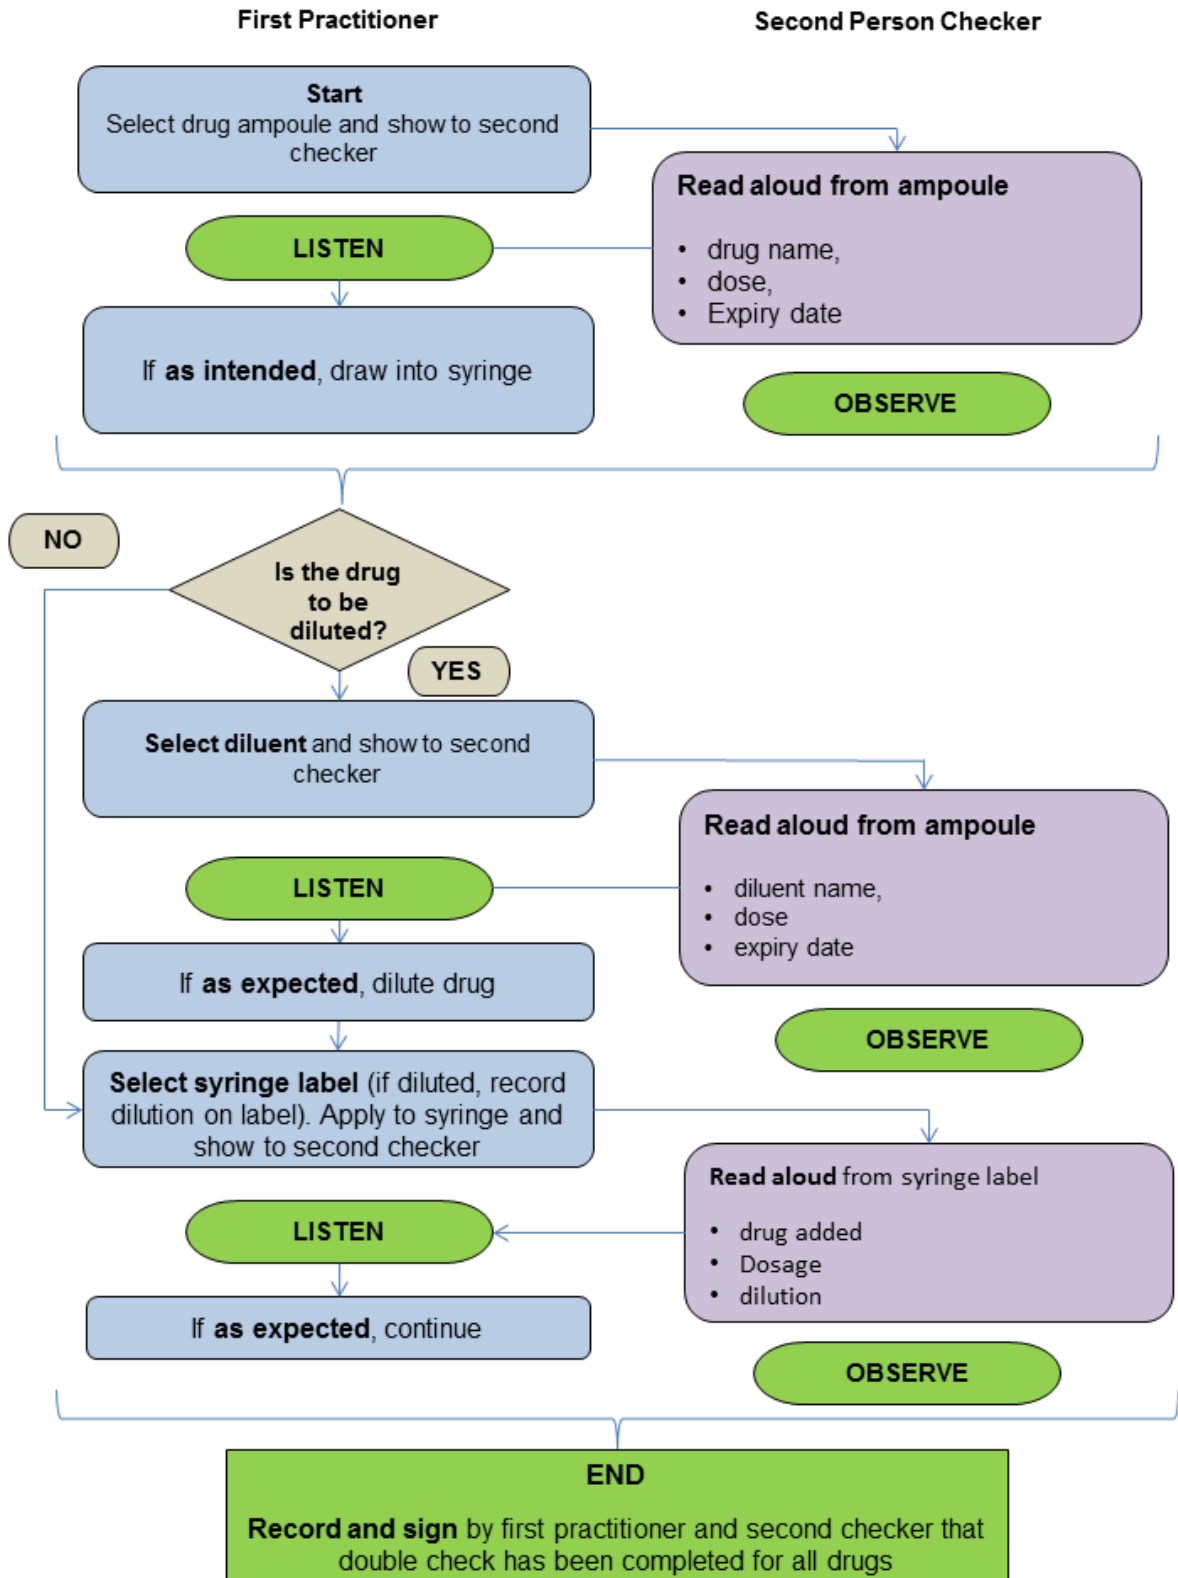 First Practitioner
Second Person Checker
Start
Select drug ampoule and show to second
checker
Read aloud from ampoule
• drug name,
• dose,
• Expiry date
LISTEN
If as intended, draw into syringe
OBSERVE
NO
Is the drug
to be
diluted?
YES
Select diluent and show to second
checker
Read aloud from ampoule
• diluent name,
• dose
• expiry date
LISTEN
If as expected, dilute drug
OBSERVE
Select syringe label (if diluted, record
dilution on label). Apply to syringe and
show to second checker
Read aloud from syringe label
• drug added
• Dosage
• dilution
LISTEN
If as expected, continue
OBSERVE
END
Record and sign by first practitioner and second checker that
double check has been completed for all drugs